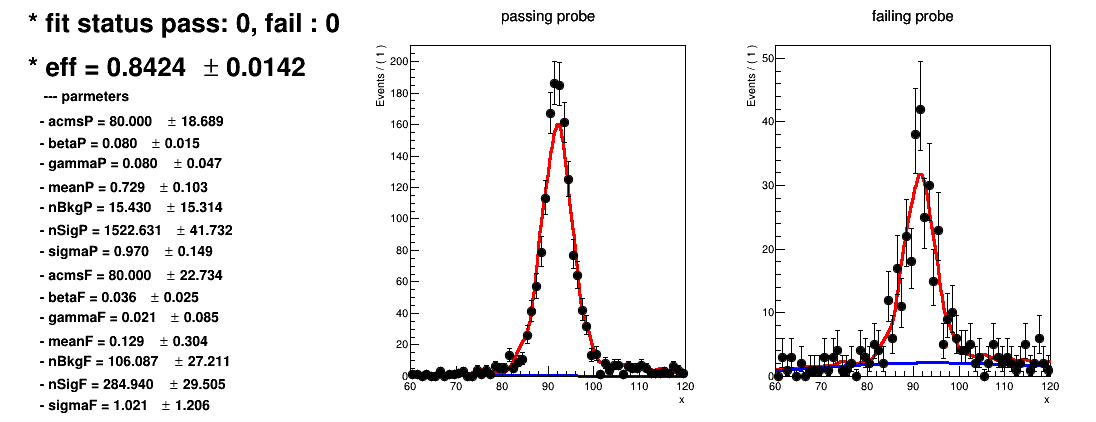 * fit status pass: 0, fail : 0
* eff = 0.8424 ± 0.0142
--- parmeters
- acmsP = 80.000 ± 18.689
- betaP = 0.080 ± 0.015
- gammaP = 0.080 ± 0.047
- meanP = 0.729 ± 0.103
- nBkgP = 15.430 ± 15.314
- nSigP = 1522.631 ± 41.732
- sigmaP = 0.970 ± 0.149
- acmsF = 80.000 ± 22.734
- betaF = 0.036 ± 0.025
- gammaF = 0.021 ± 0.085
- meanF = 0.129 ± 0.304
- nBkgF = 106.087 ± 27.211
- nSigF = 284.940 ± 29.505
- sigmaF = 1.021 ± 1.206
passing probe
Events / ( 1 )
200
180
160
140
120
100
80
60
40
20
0
60 70 80 90 100 110 120
x
failing probe
Events / ( 1 )
50
40
30
20
10
0
60 70 80 90 100 110 120
x